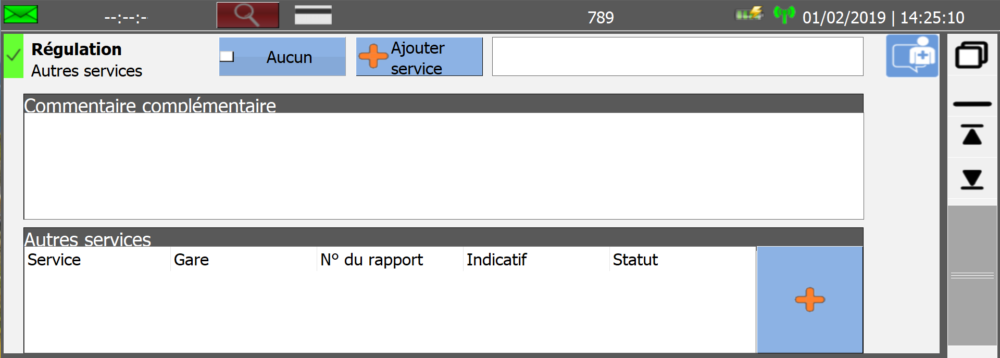 --:--:-
789
01/02/2019 | 14:25:10
Régulation
Autres services
Aucun
Ajouter
service
Commentaire complémentaire
Autres services
Service Gare N° du rapport Indicatif Statut